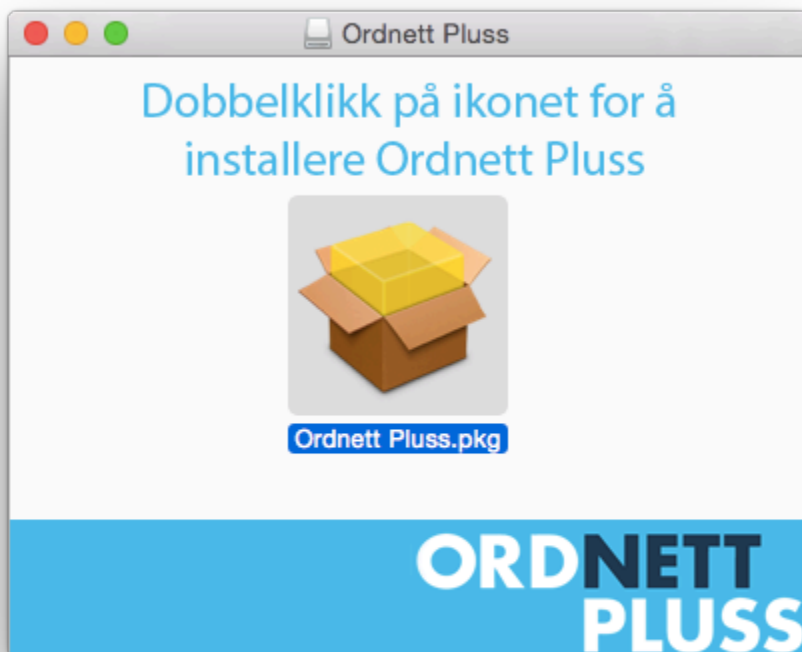 Ordnett Pluss
Dobbelklikk på ikonet for å
installere Ordnett Pluss
Ordnett Pluss.pkg
ORDNETT
PLUSS